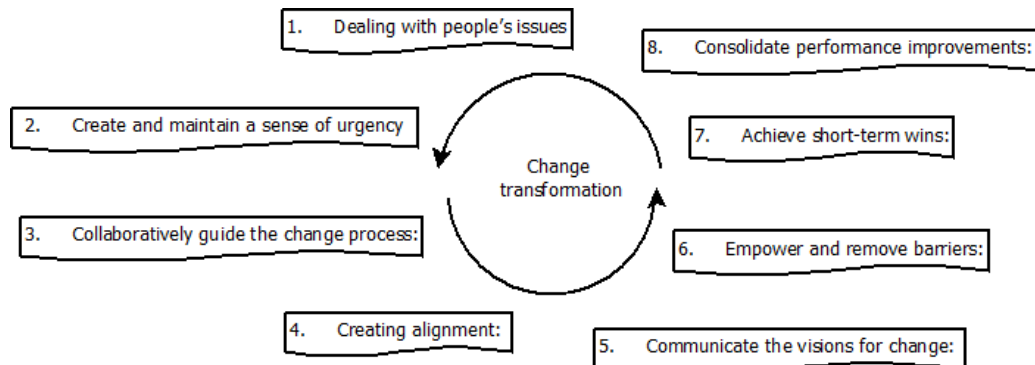 1. Dealing with people's issues
2. Create and maintain a sense of urgency
3. Collaboratively guide the change process:
4. Creating alignment:
5. Communicate the visions for change:
6. Empower and remove barriers:
7. Achieve short-term wins:
8. Consolidate performance improvements:
Change
transformation